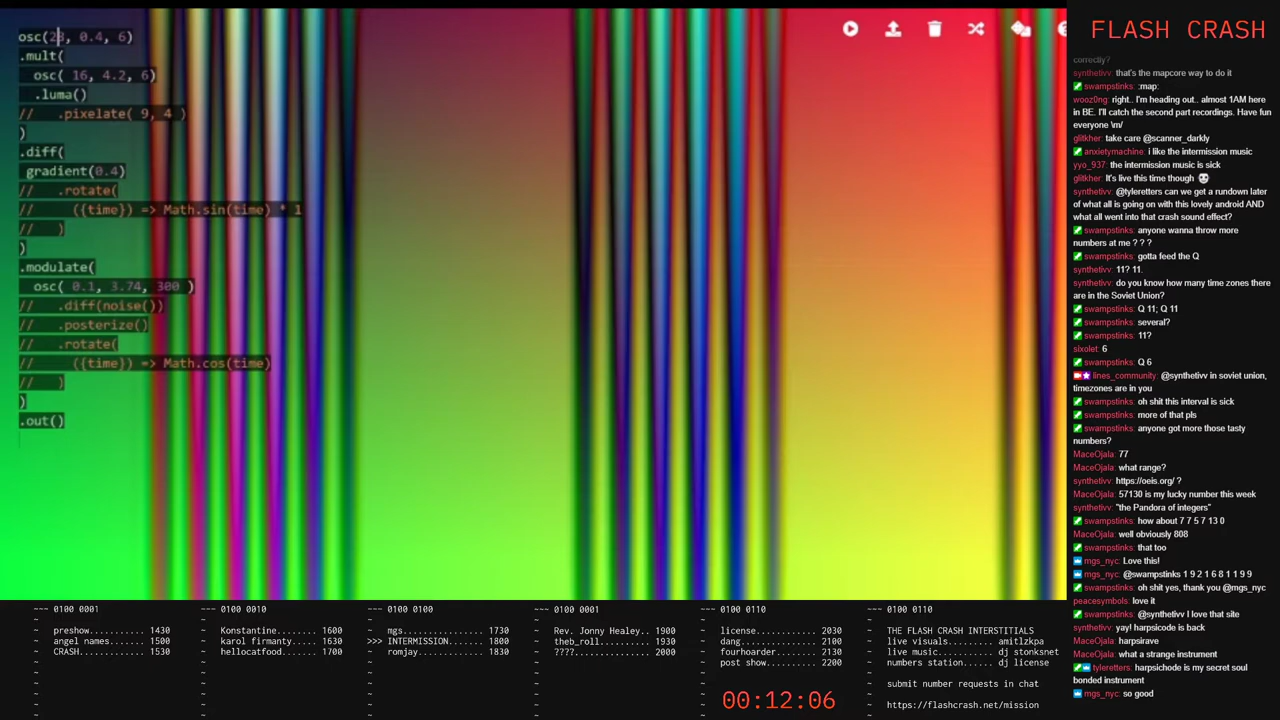 osc(28, 0.4, 6)
.mult(
osc( 16, 4.2, 6)
.luma()
// .pixelate( 9, 4 )
)
.diff(
gradient(0.4)
// .rotate(
// ({time}) => Math.sin(time) * 1
// )
)
.modulate(
osc( 0.1, 3.74, 300 )
// .diff(noise())
// .posterize()
// .rotate(
// ({time}) => Math.cos(time)
// )
)
.out()
FLASH CRASH
correctly?
synthetivv: that's the mapcore way to do it
swampstinks: :map:
wooz0ng: right.. I'm heading out.. almost 1AM here
in BE. I'll catch the second part recordings. Have fun
everyone \m/
glitkher: take care @scanner_darkly
anxietymachine: i like the intermission music
yyo_937: the intermission music is sick
glitkher: It's live this time though 💀
synthetivv: @tyleretters can we get a rundown later
of what all is going on with this lovely android AND
what all went into that crash sound effect?
swampstinks: anyone wanna throw more
numbers at me ? ? ?
swampstinks: gotta feed the Q
synthetivv: 11? 11.
synthetivv: do you know how many time zones there
are in the Soviet Union?
swampstinks: Q 11; Q 11
swampstinks: several?
swampstinks: 11?
sixolet: 6
swampstinks: Q 6
lines_community: @synthetivv in soviet union,
timezones are in you
swampstinks: oh shit this interval is sick
swampstinks: more of that pls
swampstinks: anyone got more those tasty
numbers?
MaceOjala: 77
MaceOjala: what range?
synthetivv: https://oeis.org/ ?
MaceOjala: 57130 is my lucky number this week
synthetivv: "the Pandora of integers"
swampstinks: how about 7 7 5 7 13 0
MaceOjala: well obviously 808
swampstinks: that too
mgs_nyc: Love this!
mgs_nyc: @swampstinks 1 9 2 1 6 8 1 1 9 9
swampstinks: oh shit yes, thank you @mgs_nyc
peacesymbols: love it
swampstinks: @synthetivv I love that site
synthetivv: yay! harpsicode is back
MaceOjala: harpsirave
MaceOjala: what a strange instrument
tyleretters: harpsichode is my secret soul
bonded instrument
mgs_nyc: so good
~~~ 0100 0001
~
~ preshow........... 1430
~ angel names....... 1500
~ CRASH............. 1530
~
~
~
~
~
~~~ 0100 0010
~
~ Konstantine....... 1600
~ karol firmanty.... 1630
~ hellocatfood...... 1700
~
~
~
~
~
~~~ 0100 0100
~
~ mgs............... 1730
>>> INTERMISSION...... 1800
~ romjay............ 1830
~
~
~
~
~
~~~ 0100 0001
~
~ Rev. Jonny Healey.. 1900
~ theb_roll......... 1930
~ ????.............. 2000
~
~
~
~
~
~~~ 0100 0110
~
~ license........... 2030
~ dang.............. 2100
~ fourhoarder....... 2130
~ post show......... 2200
~
~
~
~
00:12:06
~~~ 0100 0110
~
~ THE FLASH CRASH INTERSTITIALS
~ live visuals...... amitlzkpa
~ live music..... dj stonksnet
~ numbers station...... dj license
~
~ submit number requests in chat
~
~ https://flashcrash.net/mission